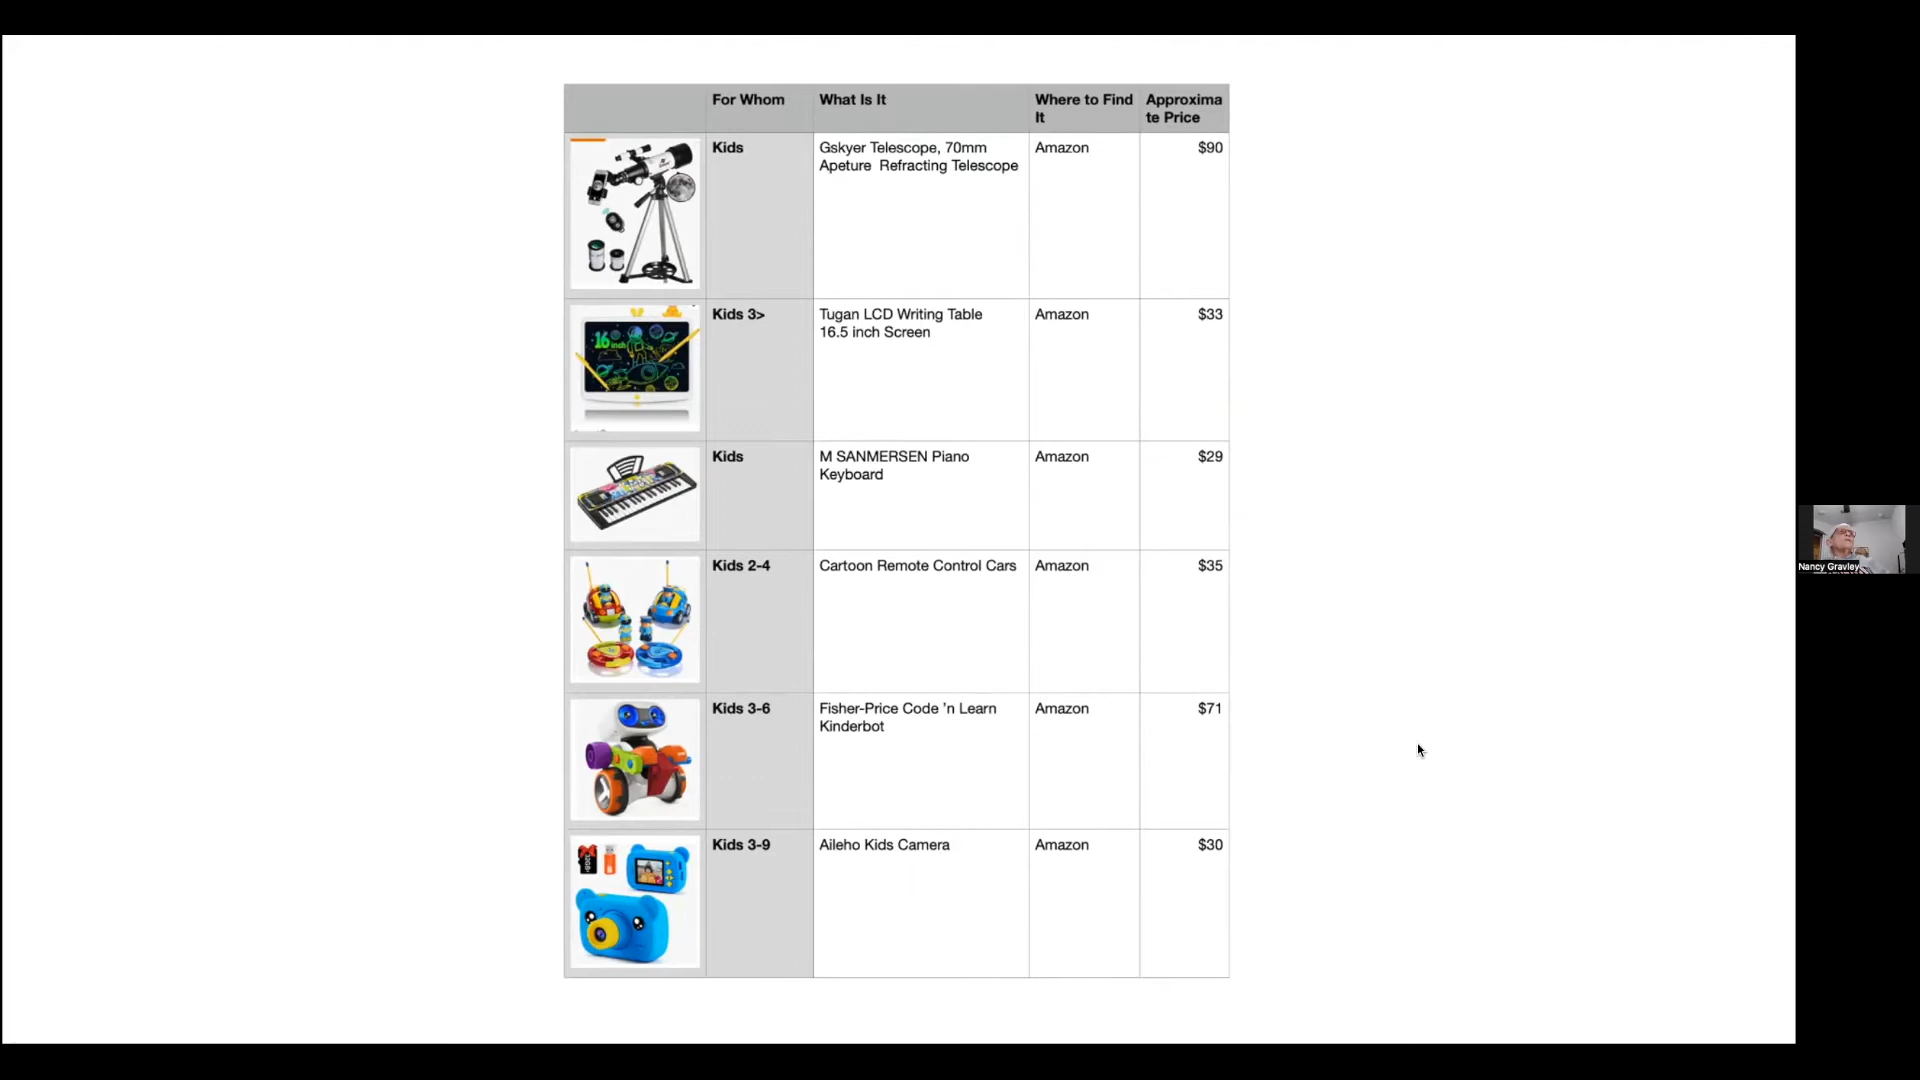 For Whom
What Is It
Where to Find
It
Approxima
te Price
Kids
Gskyer Telescope, 70mm
Apeture  Refracting Telescope
Amazon
$90
16 inch
Kids 3>
Tugan LCD Writing Table
16.5 inch Screen
Amazon
$33
Kids
M SANMERSEN Piano
Keyboard
Amazon
$29
Kids 2-4
Cartoon Remote Control Cars
Amazon
$35
Kids 3-6
Fisher-Price Code ’n Learn
Kinderbot
Amazon
$71
32GB
Kids 3-9
Aileho Kids Camera
Amazon
$30
Nancy Gravley